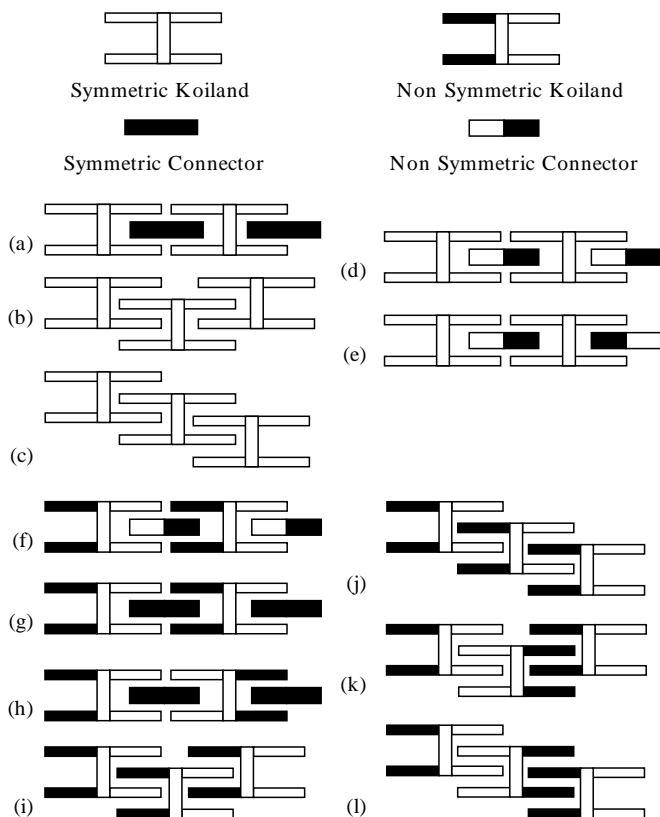 Symmetric Koiland
Non Symmetric Koiland
Symmetric Connector
Non Symmetric Connector
(a)
(b)
(c)
(d)
(e)
(f)
(g)
(h)
(i)
(j)
(k)
(l)